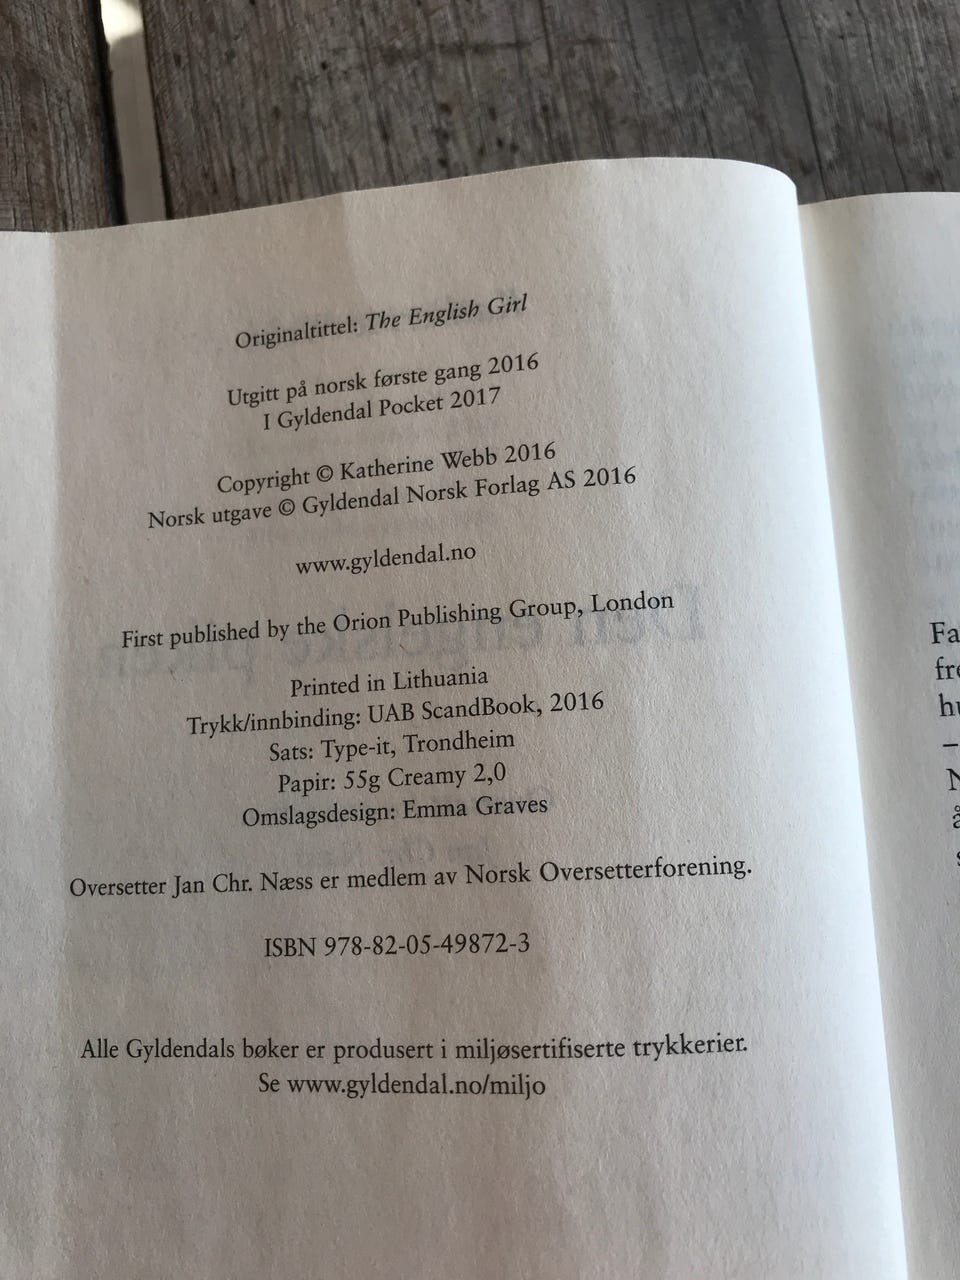 Originaltittel: The English Girl
Utgitt på norsk første gang 2016
I Gyldendal Pocket 2017
Copyright © Katherine Webb 2016
Norsk utgave © Gyldendal Norsk Forlag AS 2016
www.gyldendal.no
First published by the Orion Publishing Group, London
Printed in Lithuania
Trykk/innbinding: UAB ScandBook, 2016
Sats: Type-it, Trondheim
Papir: 55g Creamy 2,0
Omslagsdesign: Emma Graves
Oversetter Jan Chr. Næss er medlem av Norsk Oversetterforening.
ISBN 978-82-05-49872-3
Alle Gyldendals bøker er produsert i miljøsertifiserte trykkerier.
Se www.gyldendal.no/miljo